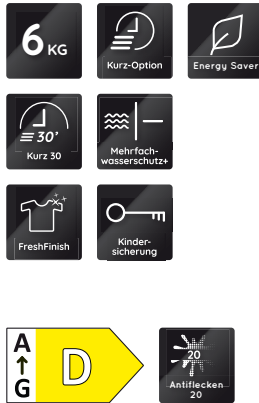 6 KG
Kurz-Option
Energy Saver
30'
Kurz 30
Mehrfach-
wasserschutz+
FreshFinish
Kinder-
sicherung
A
G
D
20
Antiflecken
20